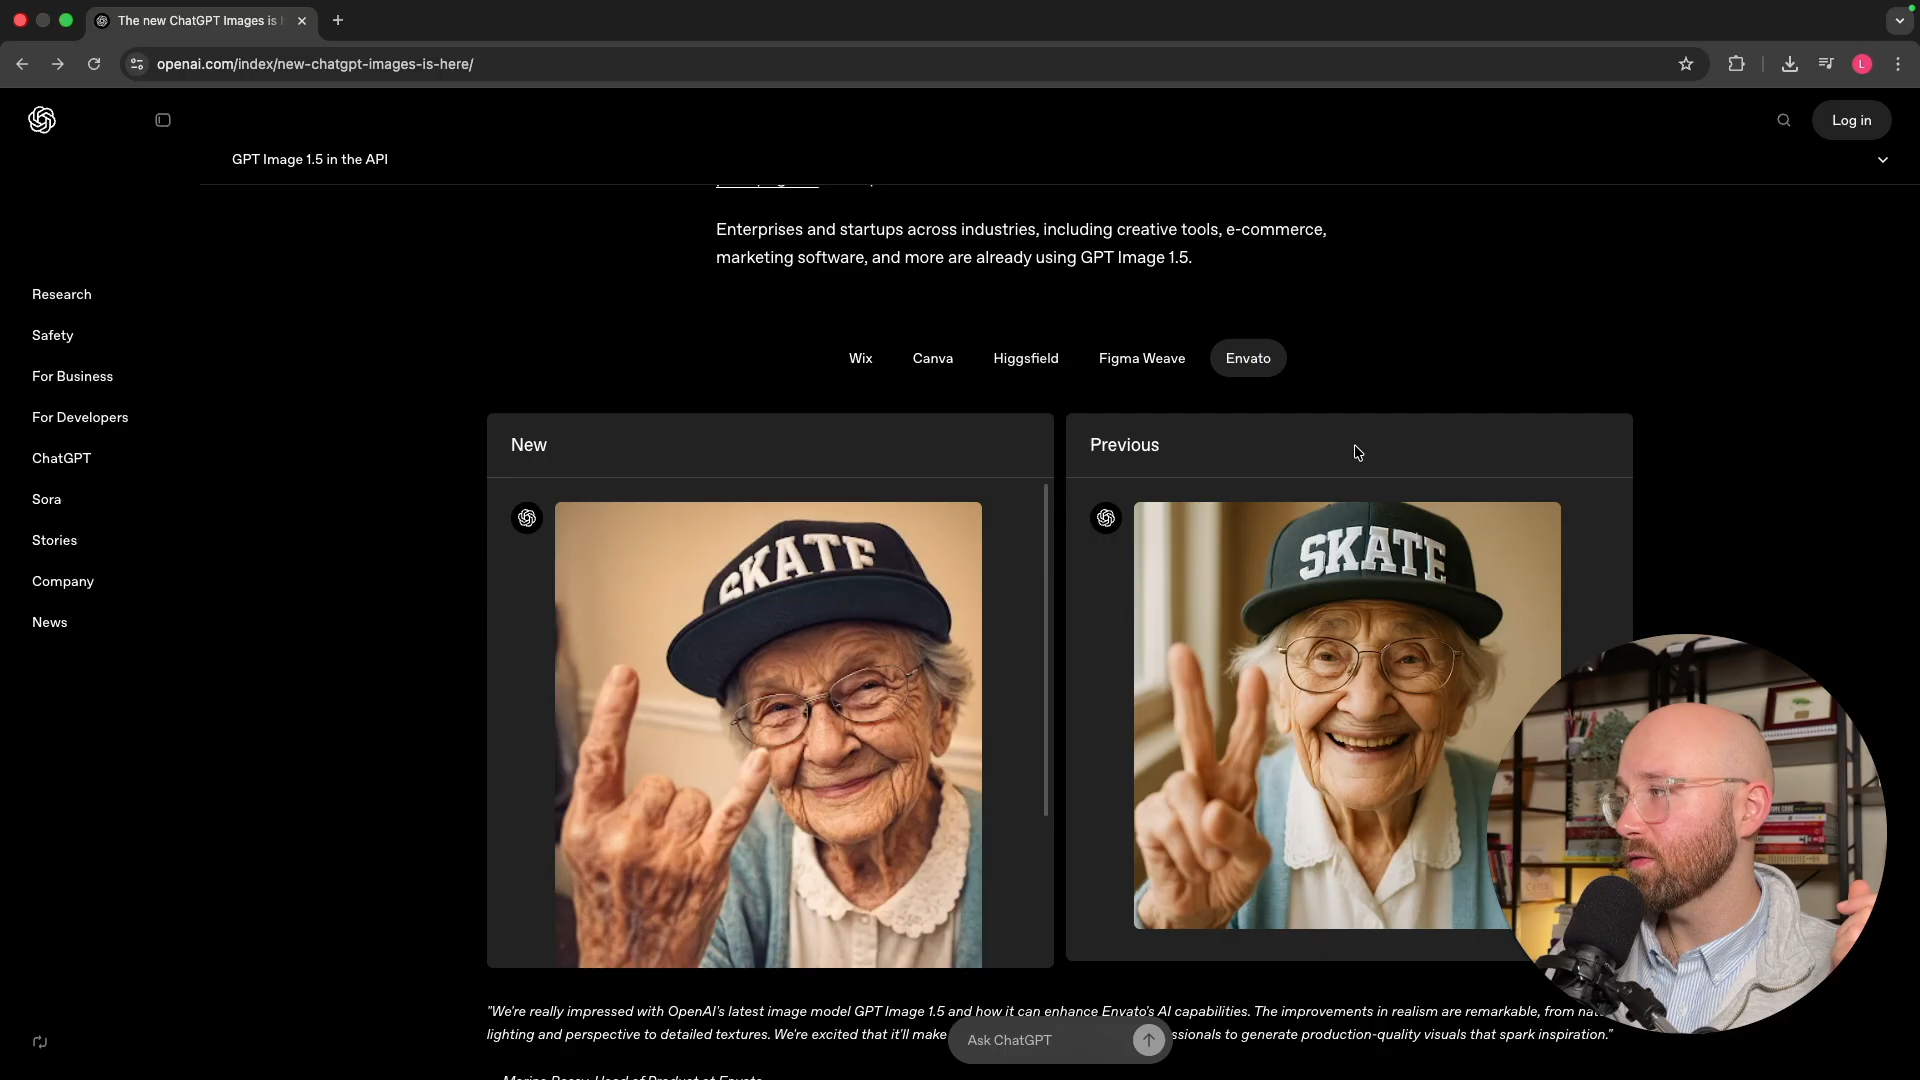 The new ChatGPT Images is
openai.com/index/new-chatgpt-images-is-here/
L
Log in
GPT Image 1.5 in the API
Enterprises and startups across industries, including creative tools, e-commerce,
marketing software, and more are already using GPT Image 1.5.
Research
Safety
For Business
For Developers
ChatGPT
Sora
Stories
Company
News
Wix
Canva
Higgsfield
Figma Weave
Envato
New
Previous
SKATE
SKATE
"We're really impressed with OpenAI's latest image model GPT Image 1.5 and how it can enhance Envato's AI capabilities. The improvements in realism are remarkable, from
lighting and perspective to detailed textures. We're excited that it'll make
Ask ChatGPT
to generate production-quality visuals that spark inspiration."